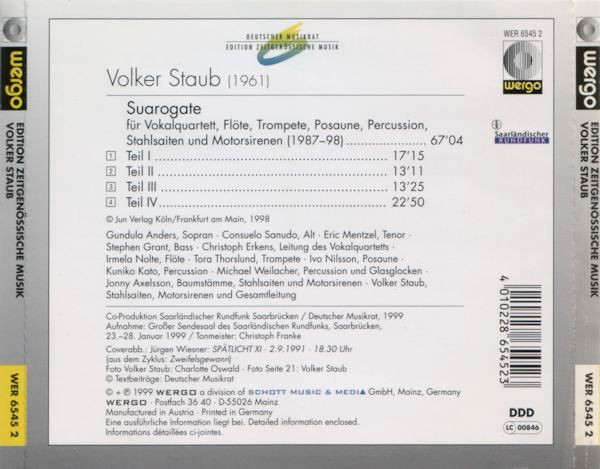 DEUTSCHER MUSIKRAT
EDITION ZEITGENÖSSISCHE MUSIK
WER 6545 2
wergo
Volker Staub (1961)
Suarogate
für Vokalquartett, Flöte, Trompete, Posaune, Percussion,
Stahlsaiten und Motorsirenen (1987–98) .................... 67'04
1 Teil I ........................................ 17'15
2 Teil II ........................................ 13'11
3 Teil III ........................................ 13'25
4 Teil IV ........................................ 22'50
Saarländischer
RUNDFUNK
© Jun Verlag Köln/Frankfurt am Main, 1998
Gundula Anders, Sopran · Consuelo Sanudo, Alt · Eric Mentzel, Tenor ·
Stephen Grant, Bass · Christoph Erkens, Leitung des Vokalquartetts ·
Irmela Nolte, Flöte · Tora Thorslund, Trompete · Ivo Nilsson, Posaune ·
Kuniko Kato, Percussion · Michael Weilacher, Percussion und Glasglocken ·
Jonny Axelsson, Baumstämme, Stahlsaiten und Motorsirenen · Volker Staub,
Stahlsaiten, Motorsirenen und Gesamtleitung
Co-Produktion Saarländischer Rundfunk Saarbrücken / Deutscher Musikrat, 1999
Aufnahme: Großer Sendesaal des Saarländischen Rundfunks, Saarbrücken,
23.–28. Januar 1999 / Tonmeister: Christoph Franke
Coverabb.: Jürgen Wiesner: SPÄTLICHT XI · 2.9.1991 · 18.30 Uhr
(aus dem Zyklus: Zweifelsgewann)
Foto Volker Staub: Charlotte Oswald · Foto Seite 21: Volker Staub
© Textbeiträge: Deutscher Musikrat
© + ℗ 1999 WERGO a division of SCHOTT MUSIC & MEDIA GmbH, Mainz, Germany
WERGO · Postfach 36 40 · D-55026 Mainz
Manufactured in Austria · Printed in Germany
Eine ausführliche Information liegt bei. Detailed information enclosed.
Informations détaillées ci-jointes.
4 010228 654523
DDD
LC 00846
wergo
EDITION ZEITGENÖSSISCHE MUSIK
VOLKER STAUB
WER 6545 2
wergo
EDITION ZEITGENÖSSISCHE MUSIK
VOLKER STAUB
WER 6545 2